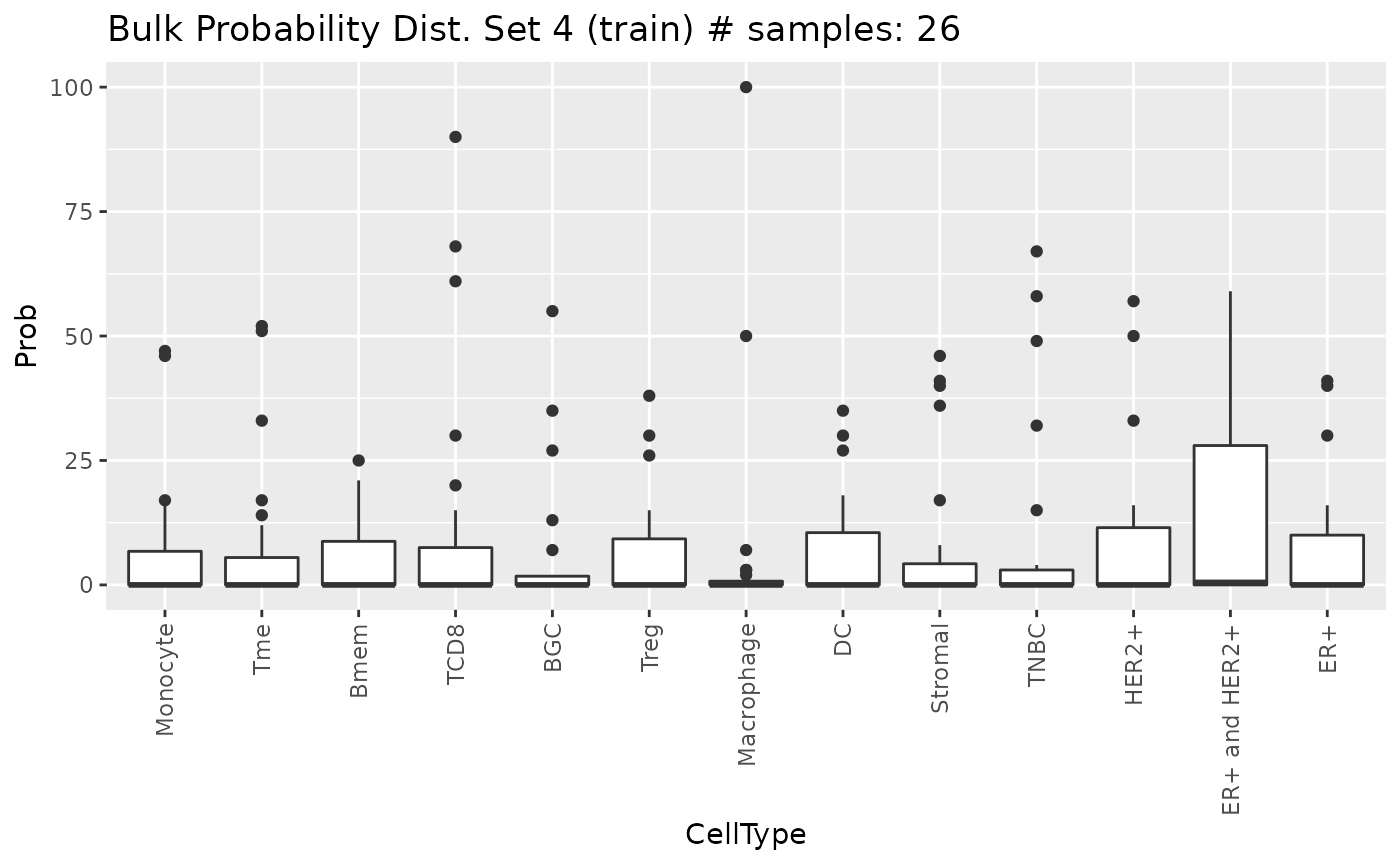 Bulk Probability Dist. Set 4 (train) # samples: 26
Prob
100
75
50
25
0
Monocyte
Tme
Bmem
TCD8
BGC
Treg
Macrophage
DC
Stromal
TNBC
HER2+
ER+ and HER2+
ER+
CellType